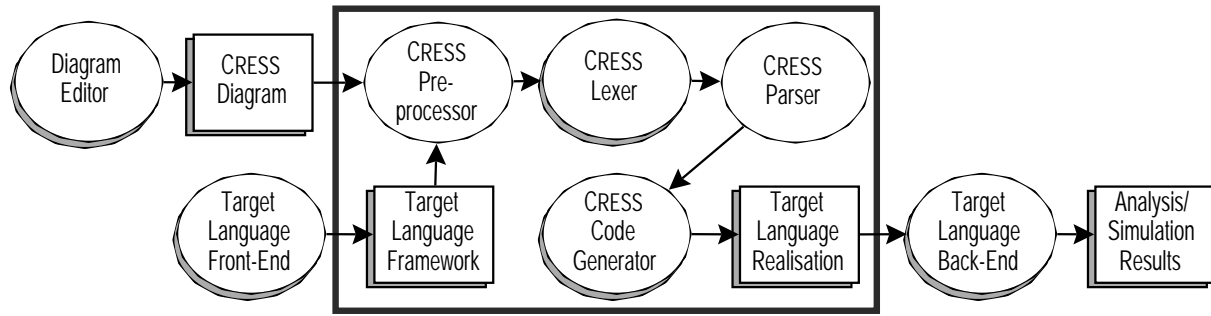 Diagram
Editor
CRESS
Diagram
CRESS
Pre-
processor
CRESS
Lexer
CRESS
Parser
Target
Language
Front-End
Target
Language
Framework
CRESS
Code
Generator
Target
Language
Realisation
Target
Language
Back-End
Analysis/
Simulation
Results